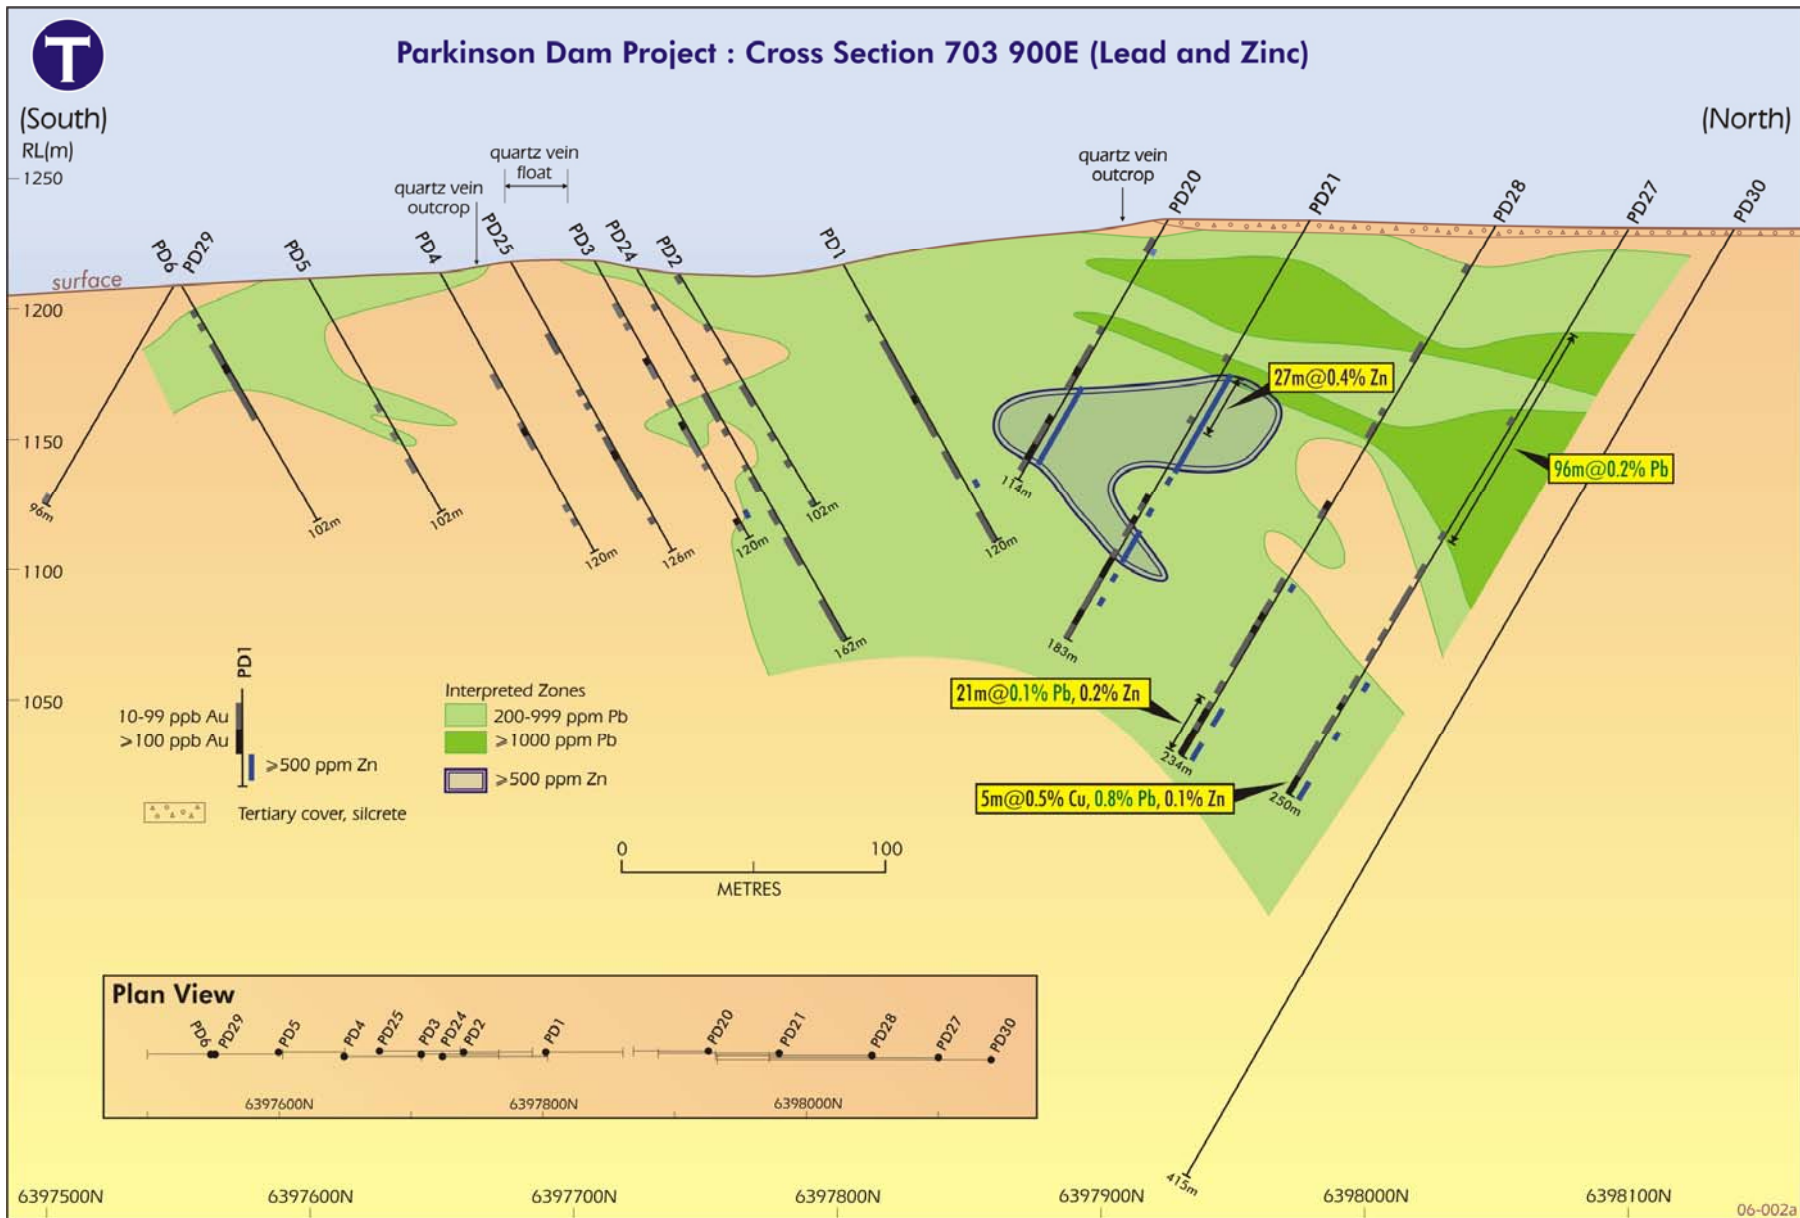 T
Parkinson Dam Project : Cross Section 703 900E (Lead and Zinc)
(South)
(North)
RL(m)
1250
1200
1150
1100
1050
quartz vein
outcrop
quartz vein
float
quartz vein
outcrop
surface
PD6
PD29
PD5
PD4
PD25
PD3
PD24
PD2
PD1
PD20
PD21
PD28
PD27
PD30
96m
102m
102m
120m
126m
120m
162m
102m
120m
114m
183m
234m
250m
415m
27m@0.4% Zn
96m@0.2% Pb
21m@0.1% Pb, 0.2% Zn
5m@0.5% Cu, 0.8% Pb, 0.1% Zn
PD1
10-99 ppb Au
≥100 ppb Au
≥500 ppm Zn
Tertiary cover, silcrete
Interpreted Zones
200-999 ppm Pb
≥1000 ppm Pb
≥500 ppm Zn
0 100
METRES
Plan View
PD6
PD29
PD5
PD4
PD25
PD3
PD24
PD2
PD1
PD20
PD21
PD28
PD27
PD30
6397600N 6397800N 6398000N
6397500N 6397600N 6397700N 6397800N 6397900N 6398000N 6398100N
06-002a